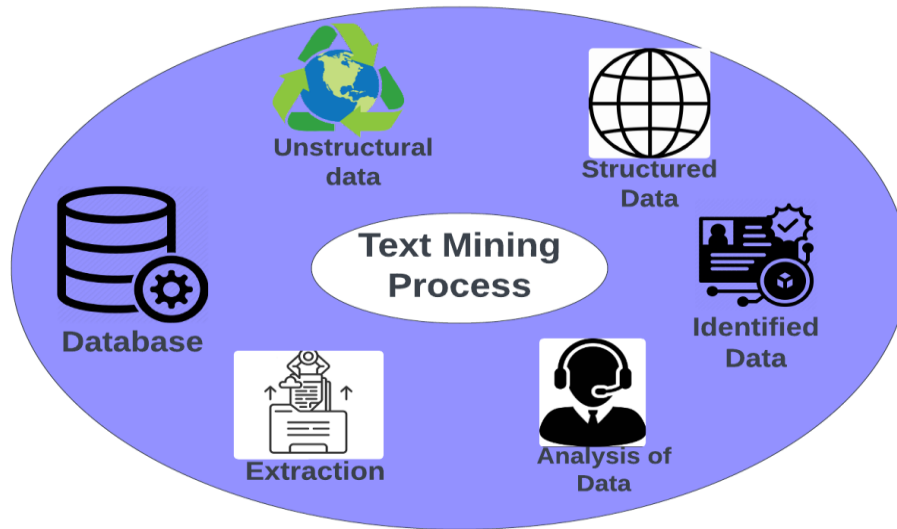 Unstructural
data
Structured
Data
Text Mining
Process
Database
Identified
Data
Extraction
Analysis of
Data